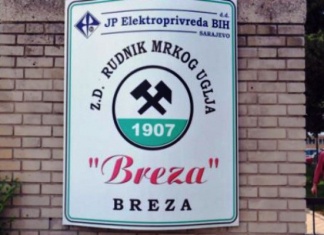 d.d.
JP Elektroprivreda BIH
SARAJEVO
Z.D. RUDNIK MRKOG UGLJA
1907
"Breza"
BREZA